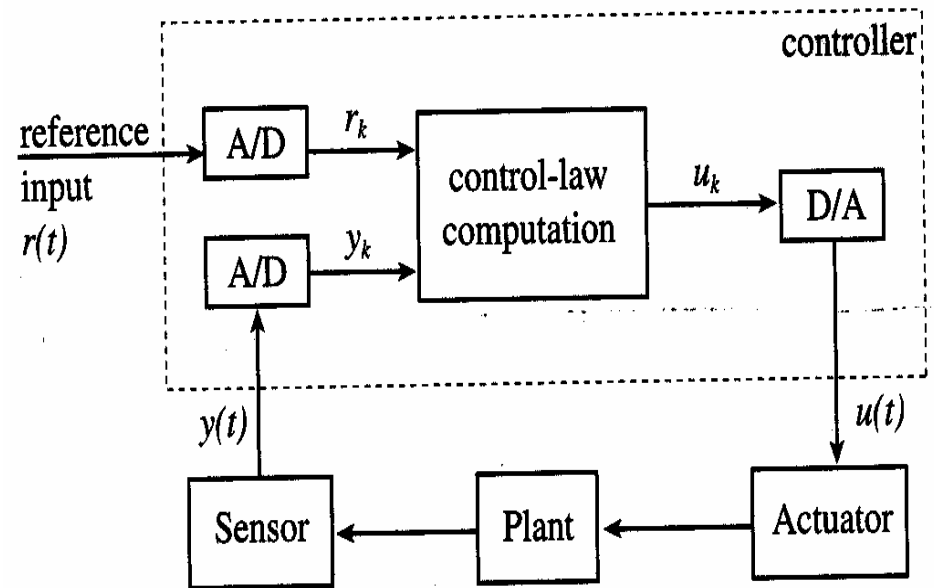 controller
reference
input
r(t)
A/D
r_k
control-law
computation
u_k
D/A
A/D
y_k
y(t)
u(t)
Sensor
Plant
Actuator